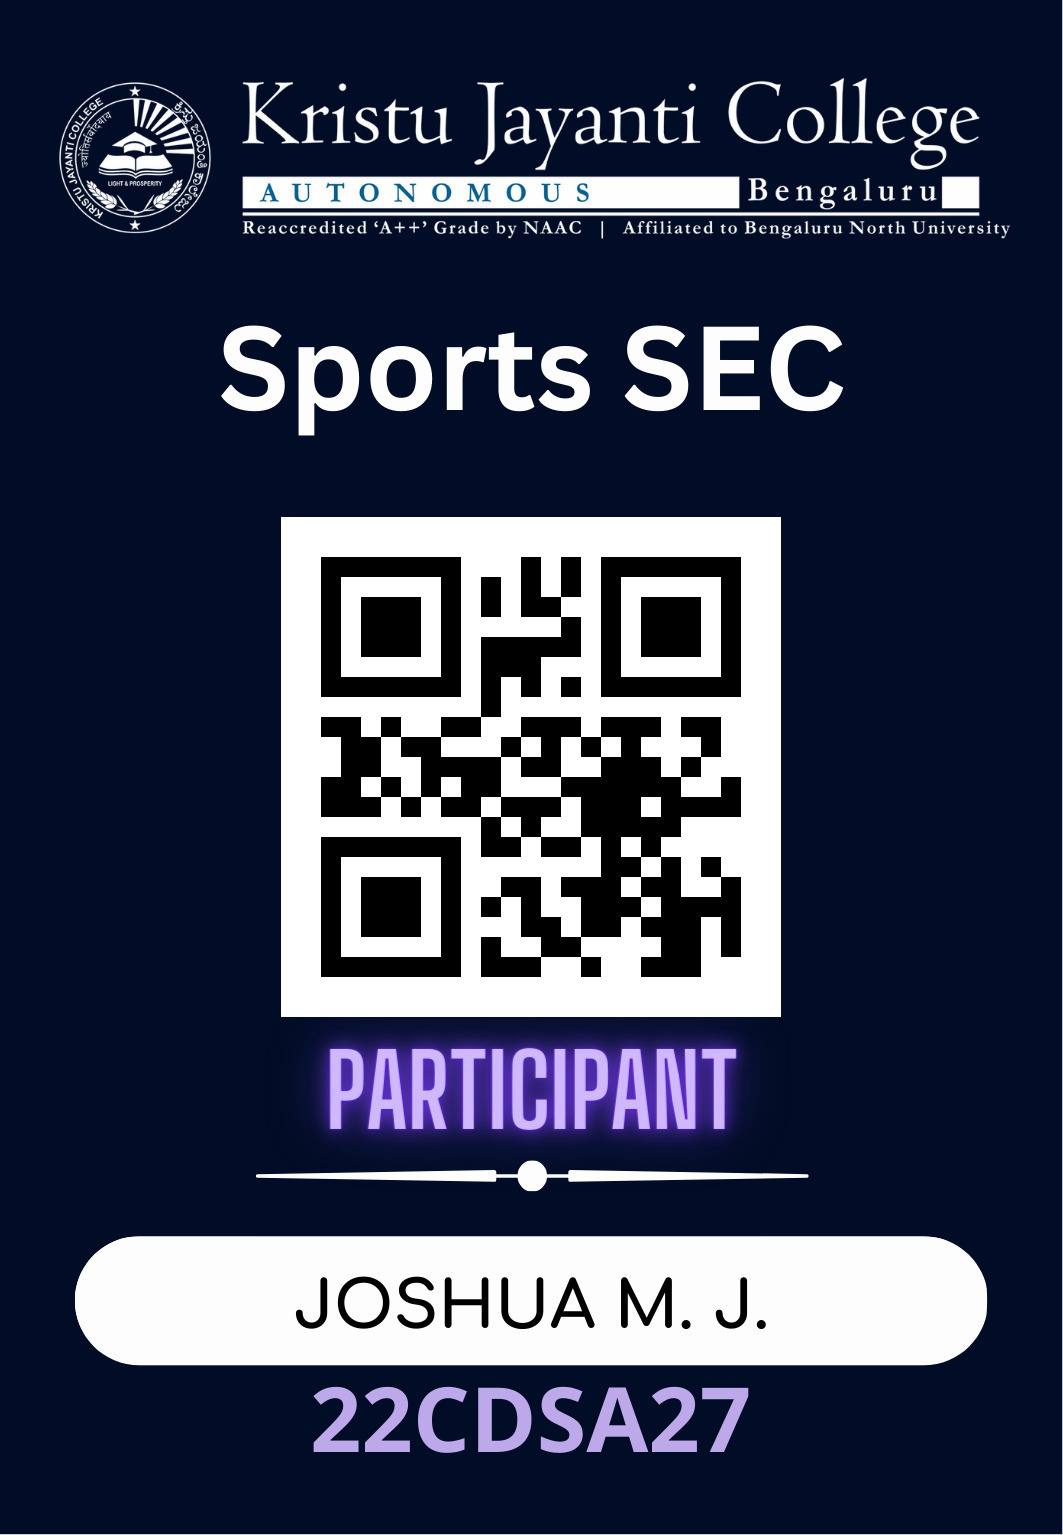 Kristu Jayanti College
AUTONOMOUS Bengaluru
Reaccredited ‘A++’ Grade by NAAC | Affiliated to Bengaluru North University
KRISTU JAYANTI COLLEGE
ಕ್ರಿಸ್ತು ಜಯಂತಿ ಕಾಲೇಜು
LIGHT & PROSPERITY
Sports SEC
PARTICIPANT
JOSHUA M. J.
22CDSA27